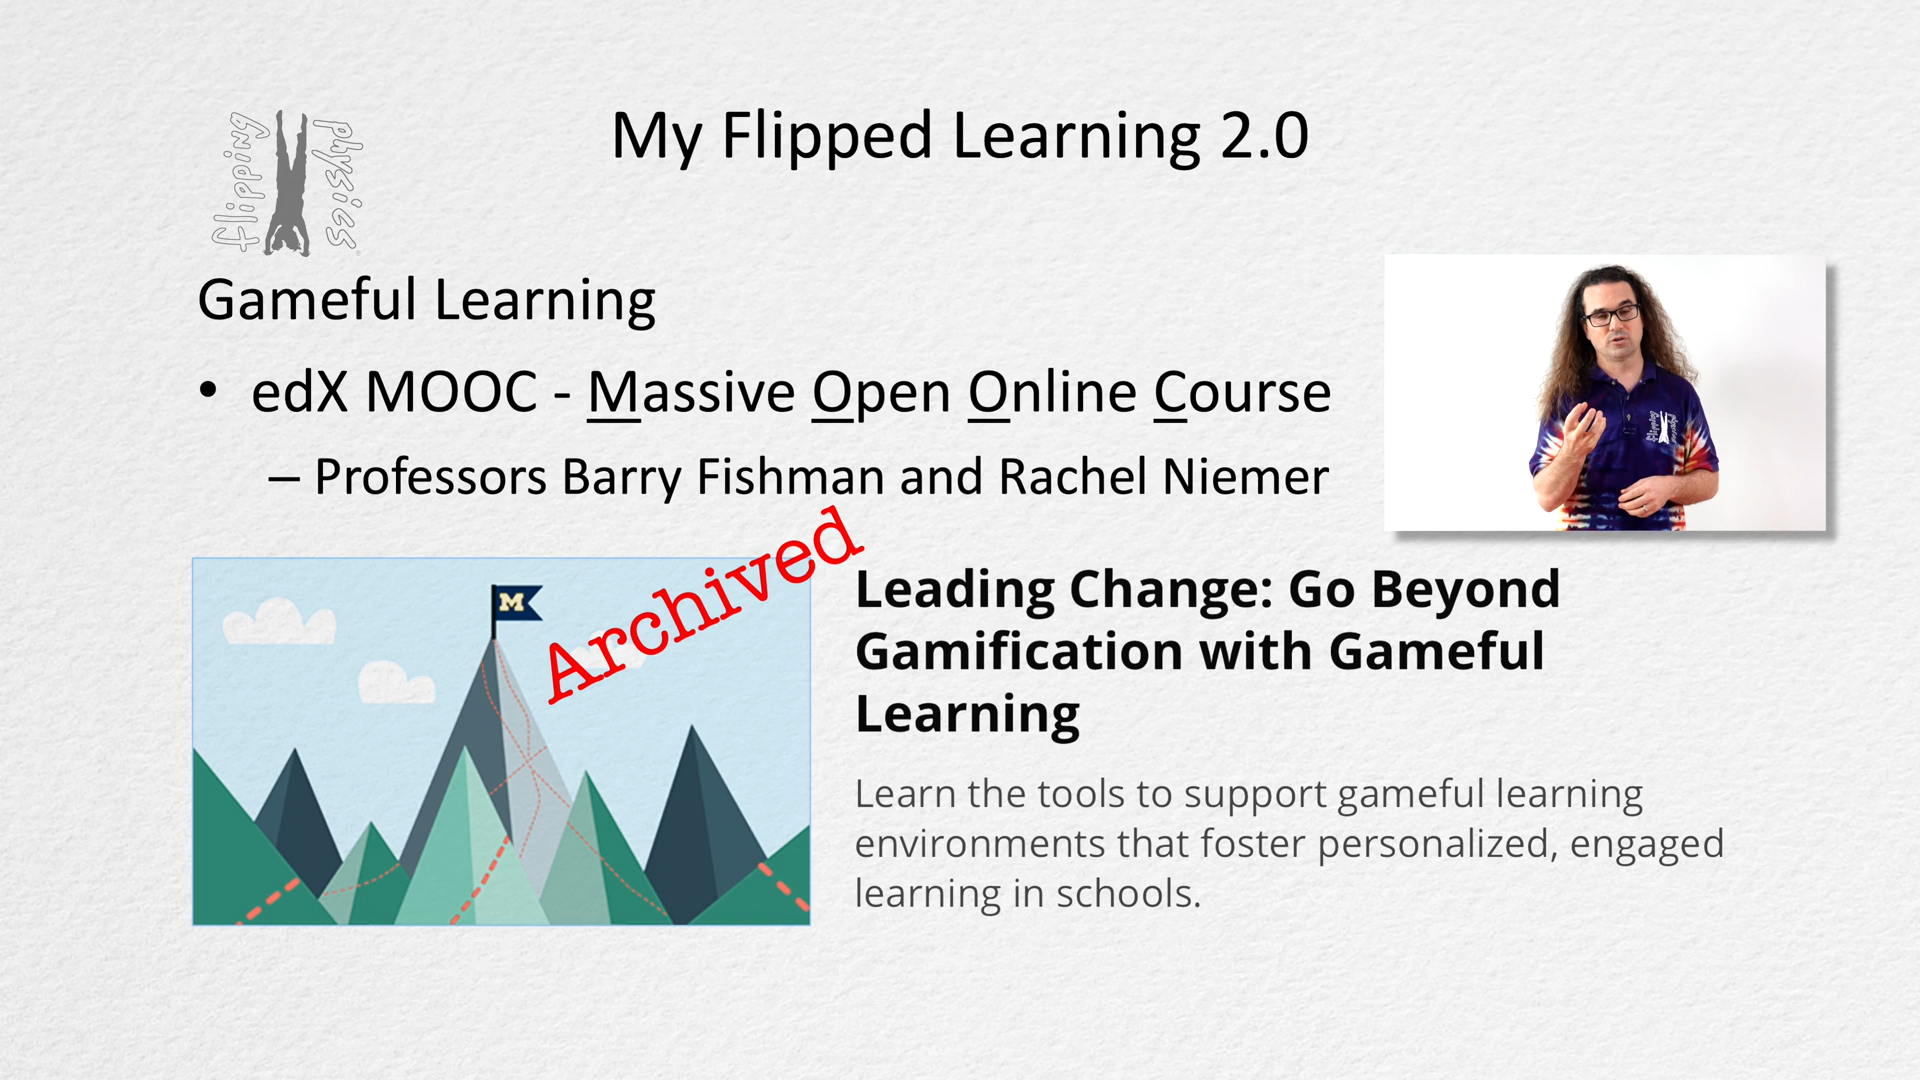 My Flipped Learning 2.0
flipping physics
Gameful Learning
• edX MOOC - Massive Open Online Course
– Professors Barry Fishman and Rachel Niemer
flipping physics
Archived
M
Leading Change: Go Beyond
Gamification with Gameful
Learning
Learn the tools to support gameful learning
environments that foster personalized, engaged
learning in schools.